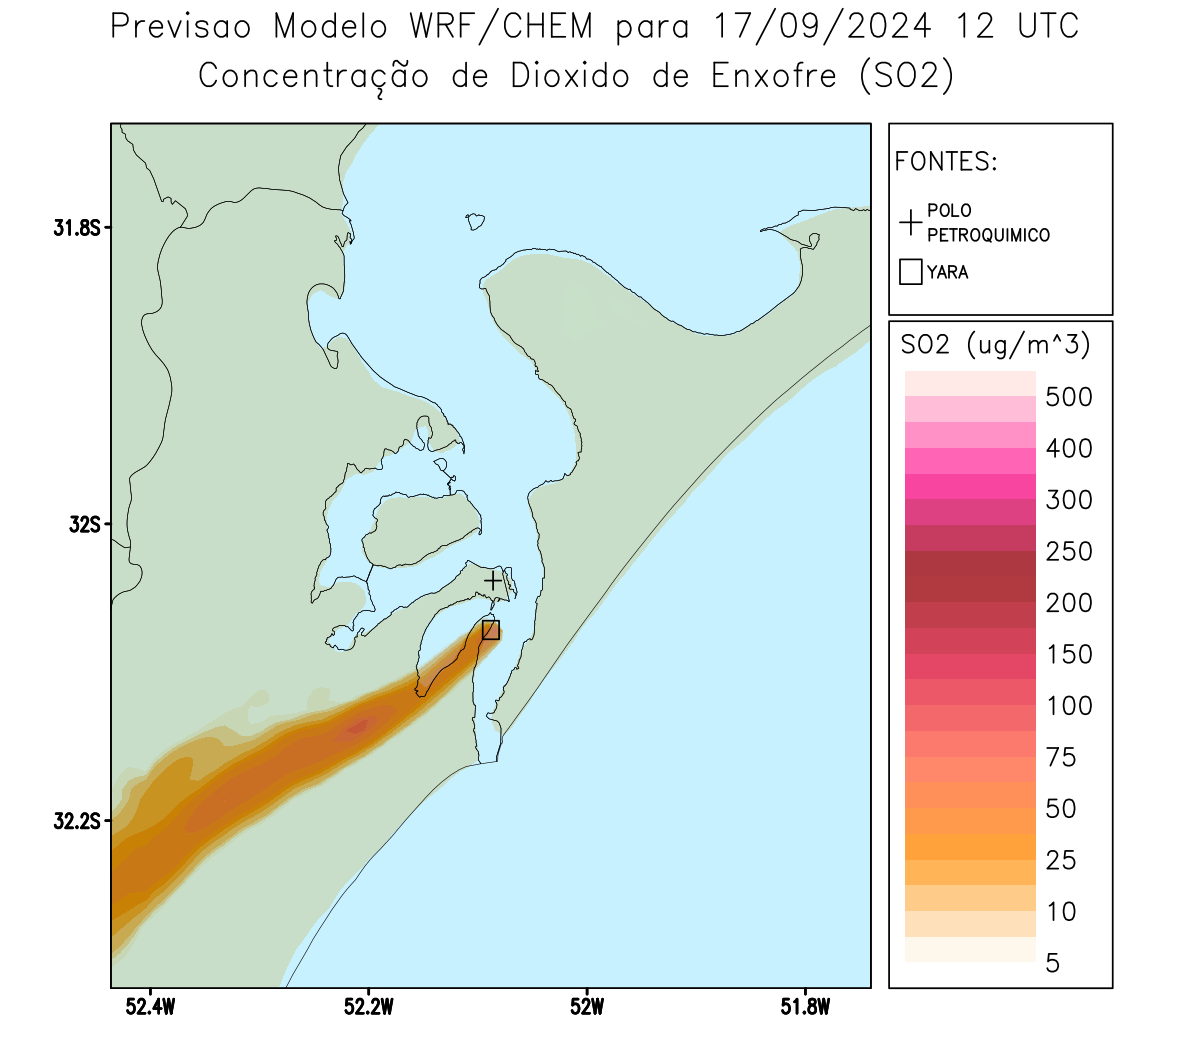 Previsao Modelo WRF/CHEM para 17/09/2024 12 UTC
Concentração de Dioxido de Enxofre (SO2)
FONTES:
POLO
PETROQUIMICO
YARA
SO2 (ug/m^3)
500
400
300
250
200
150
100
75
50
25
10
5
31.8S
32S
32.2S
52.4W
52.2W
52W
51.8W